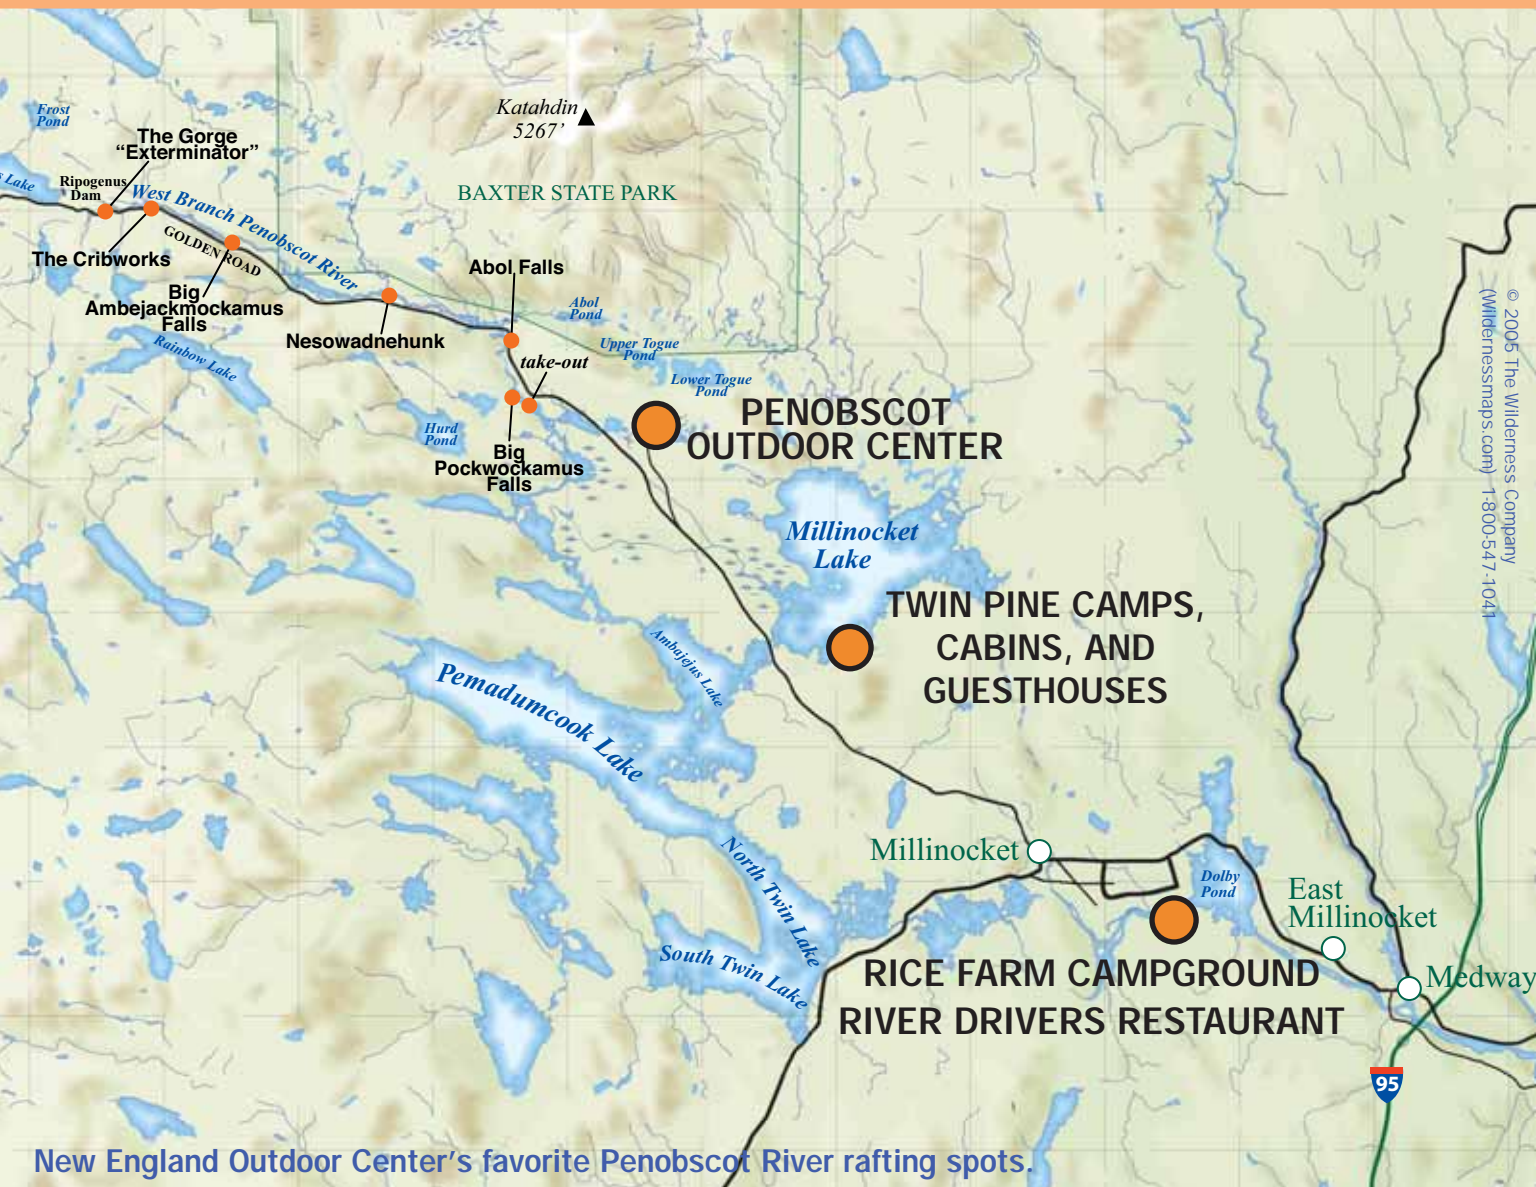 Frost
Pond
The Gorge
“Exterminator”
s Lake
Ripogenus
Dam
West Branch Penobscot River
GOLDEN ROAD
The Cribworks
Big
Ambejackmockamus
Falls
Rainbow Lake
Nesowadnehunk
Katahdin
5267’
BAXTER STATE PARK
Abol Falls
Abol
Pond
Upper Togue
Pond
take-out
Lower Togue
Pond
Hurd
Pond
Big
Pockwockamus
Falls
PENOBSCOT
OUTDOOR CENTER
Millinocket
Lake
TWIN PINE CAMPS,
CABINS, AND
GUESTHOUSES
Ambajejus Lake
Pemadumcook Lake
North Twin Lake
South Twin Lake
Millinocket
Dolby
Pond
East
Millinocket
Medway
RICE FARM CAMPGROUND
RIVER DRIVERS RESTAURANT
95
© 2005 The Wilderness Company
(Wildernessmaps.com) 1-800-547-1041
New England Outdoor Center’s favorite Penobscot River rafting spots.